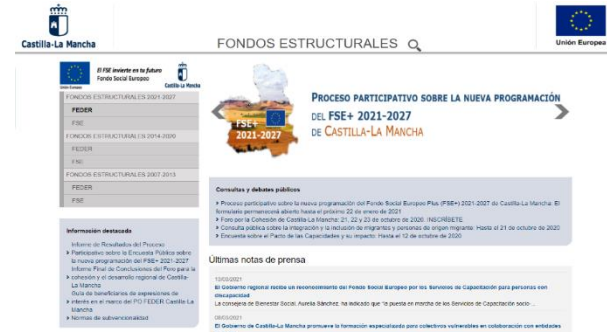 Castilla-La Mancha
FONDOS ESTRUCTURALES
Unión Europea
El FSE invierte en tu futuro
Fondo Social Europeo
Unión Europea
Castilla-La Mancha
FONDOS ESTRUCTURALES 2021-2027
FEDER
FSE
FONDOS ESTRUCTURALES 2014-2020
FEDER
FSE
FONDOS ESTRUCTURALES 2007-2013
FEDER
FSE
FSE+
2021-2027
PROCESO PARTICIPATIVO SOBRE LA NUEVA PROGRAMACIÓN
DEL FSE+ 2021-2027
DE CASTILLA-LA MANCHA
Información destacada
Informe de Resultados del Proceso
Participativo sobre la Encuesta Pública sobre
la nueva programación del FSE+ 2021-2027
Informe Final de Conclusiones del Foro para la
cohesión y el desarrollo regional de Castilla-
La Mancha
Guía de beneficiarios de expresiones de
interés en el marco del PO FEDER Castilla La
Mancha
Normas de subvencionalidad
Consultas y debates públicos
Proceso participativo sobre la nueva programación del Fondo Social Europeo Plus (FSE+) 2021-2027 de Castilla-La Mancha. El
formulario permanecerá abierto hasta el próximo 22 de enero de 2021
Foro por la Cohesión de Castilla-La Mancha: 21, 22 y 23 de octubre de 2020. INSCRÍBETE.
Consulta pública sobre la integración y la inclusión de migrantes y personas de origen migrante. Hasta el 21 de octubre de 2020
Encuesta sobre el Pacto de las Capacidades y su impacto. Hasta el 12 de octubre de 2020
Últimas notas de prensa
13/03/2021
El Gobierno regional recibe un reconocimiento del Fondo Social Europeo por los Servicios de Capacitación para personas con
discapacidad
La consejera de Bienestar Social, Aurelia Sánchez, ha indicado que "la puesta en marcha de los Servicios de Capacitación socio ...
08/03/2021
El Gobierno de Castilla-La Mancha promueve la formación especializada para colectivos vulnerables en colaboración con entidades